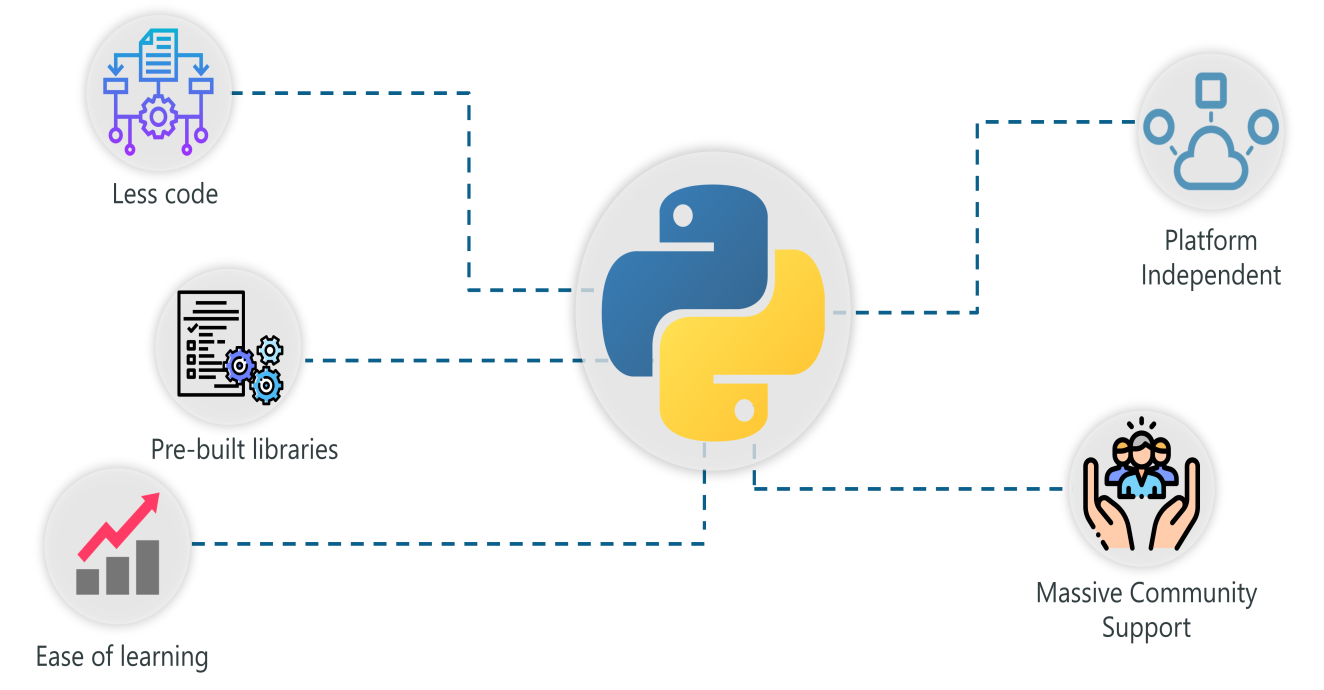 Less code
Platform
Independent
Pre-built libraries
Massive Community
Support
Ease of learning